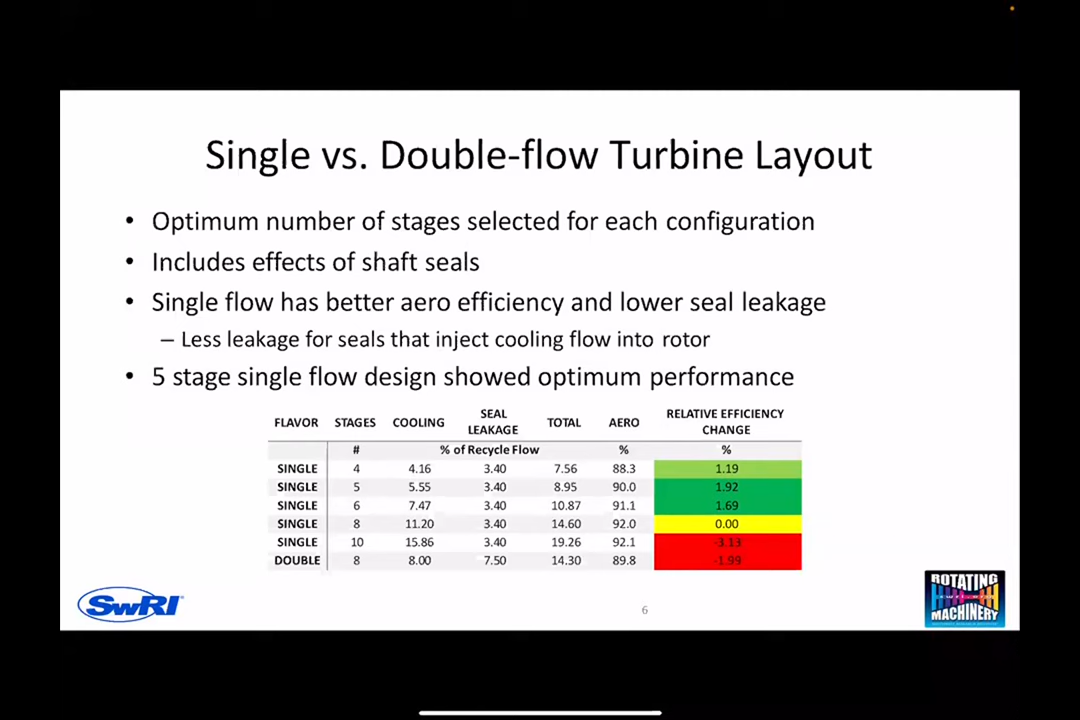 Single vs. Double-flow Turbine Layout
• Optimum number of stages selected for each configuration
• Includes effects of shaft seals
• Single flow has better aero efficiency and lower seal leakage
– Less leakage for seals that inject cooling flow into rotor
• 5 stage single flow design showed optimum performance
FLAVOR STAGES COOLING SEAL LEAKAGE TOTAL AERO RELATIVE EFFICIENCY CHANGE
# % of Recycle Flow % %
SINGLE 4 4.16 3.40 7.56 88.3 1.19
SINGLE 5 5.55 3.40 8.95 90.0 1.92
SINGLE 6 7.47 3.40 10.87 91.1 1.69
SINGLE 8 11.20 3.40 14.60 92.0 0.00
SINGLE 10 15.86 3.40 19.26 92.1 -3.13
DOUBLE 8 8.00 7.50 14.30 89.8 -1.99
SwRI
6
ROTATING
MACHINERY